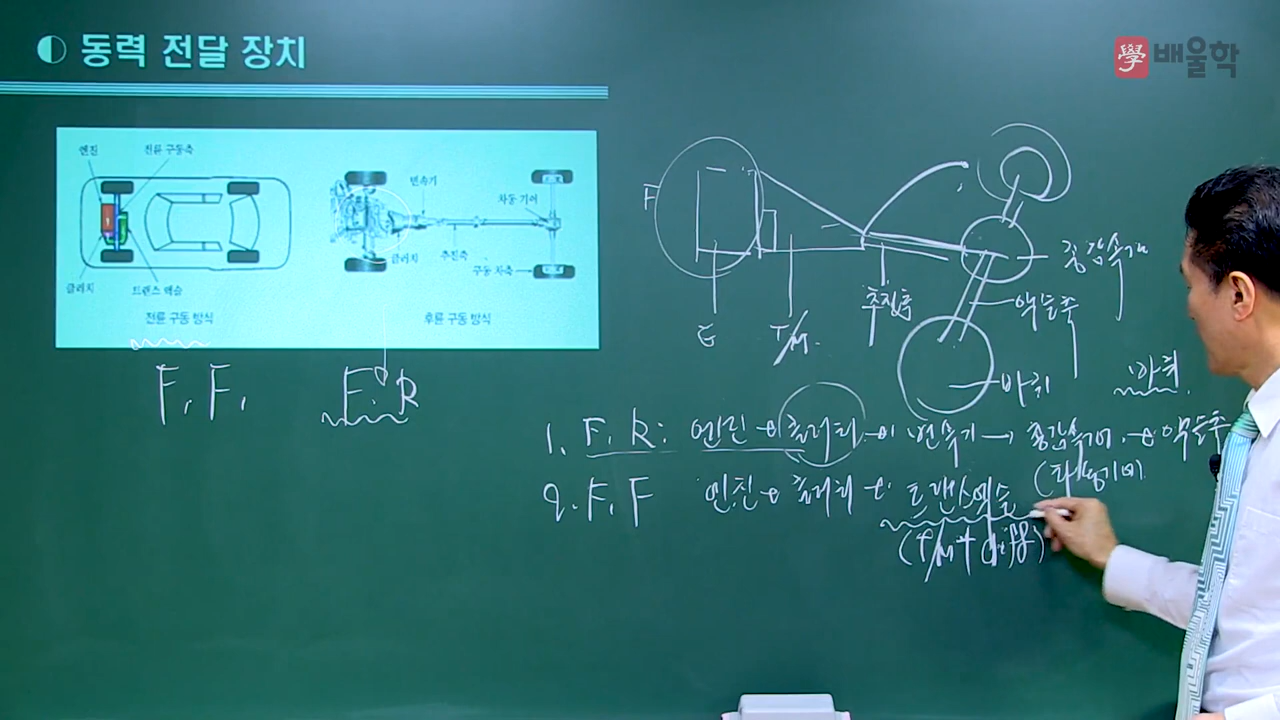 동력 전달 장치
學 배울학
엔진 전륜 구동축
클러치 트랜스 액슬
전륜 구동 방식
변속기 차동 기어
클러치 추진축
구동 차축
후륜 구동 방식
F, F,
F. R
F
E
T/M.
추진축
종감속기
액슬축
바퀴
바퀴
1. F, R: 엔진 클러치 변속기 → 종감속기어 액슬축
2. F, F 엔진 클러치 트랜스액슬
(T/M + diff)